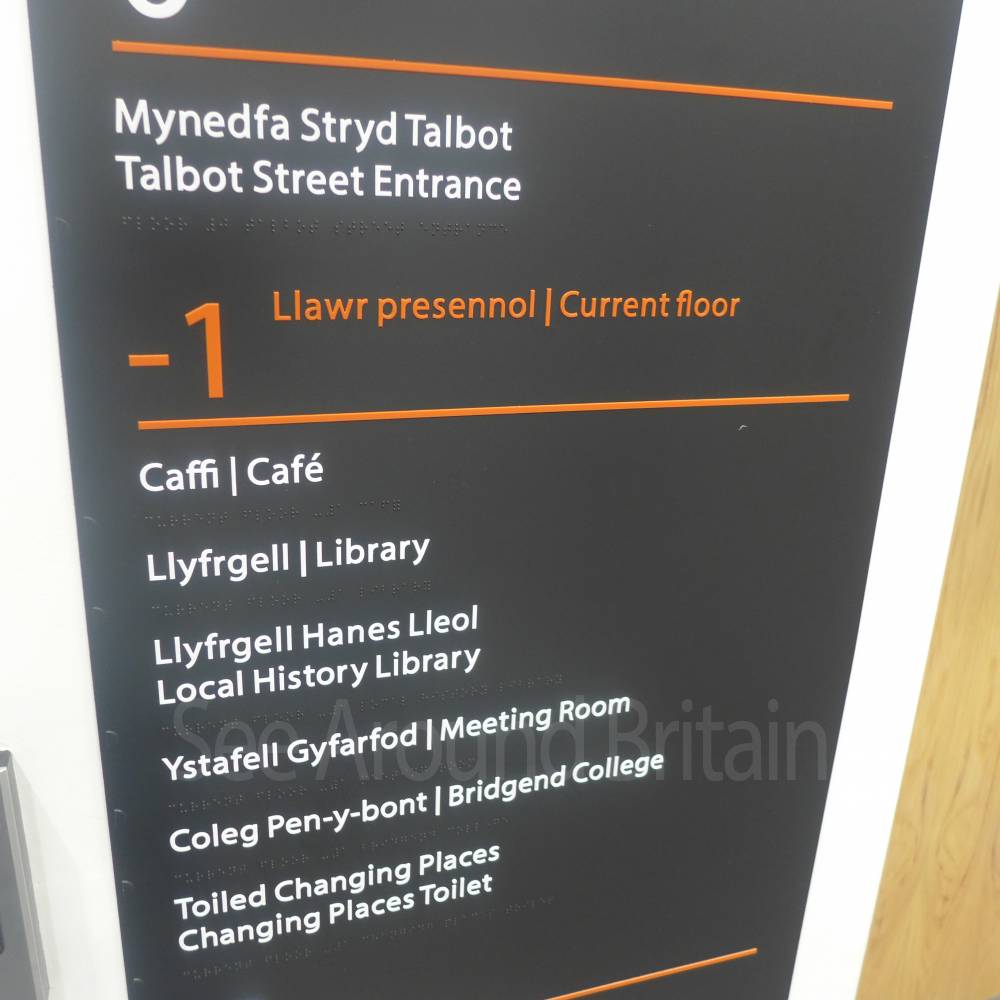 Mynedfa Stryd Talbot
Talbot Street Entrance
-1 Llawr presennol | Current floor
Caffi | Café
Llyfrgell | Library
Llyfrgell Hanes Lleol
Local History Library
Ystafell Gyfarfod | Meeting Room
Coleg Pen-y-bont | Bridgend College
Toiled Changing Places
Changing Places Toilet
See Around Britain